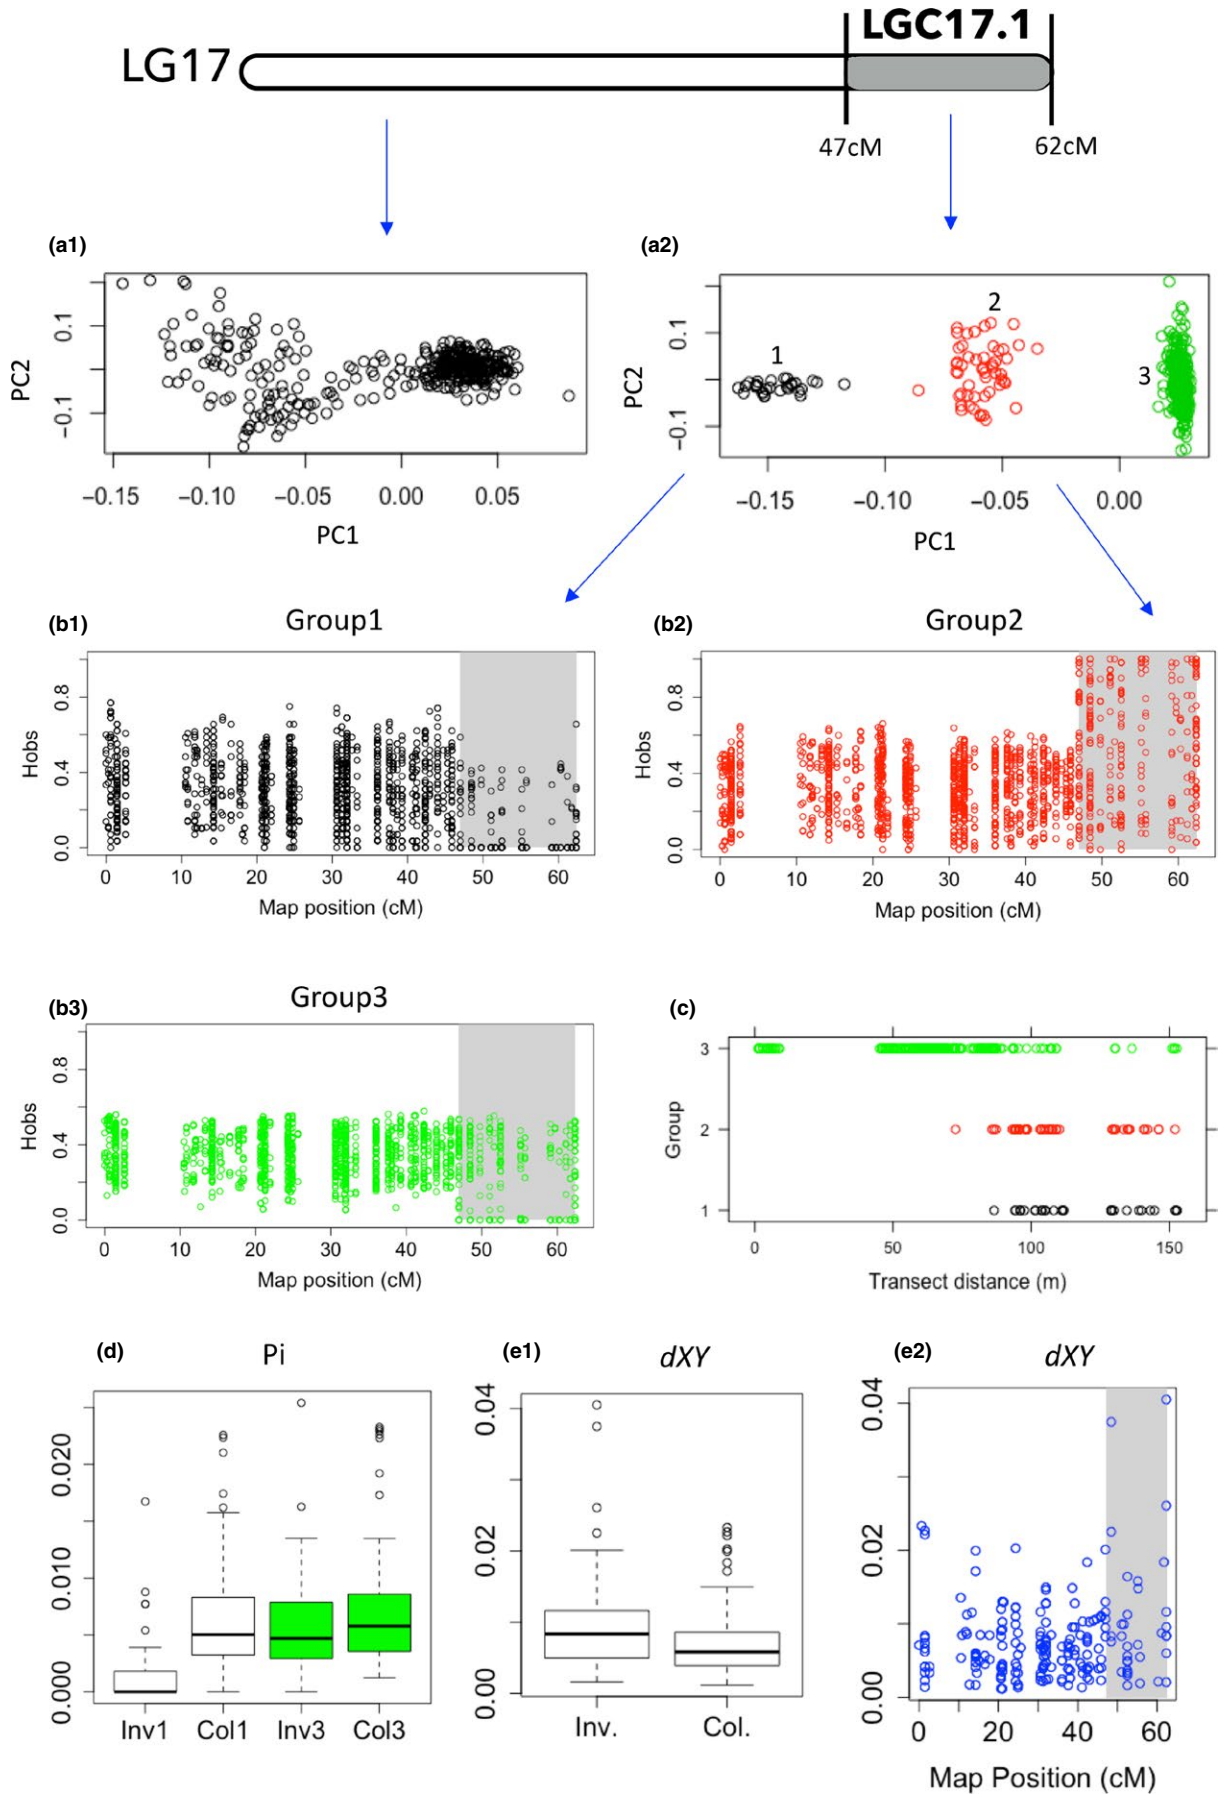 LGC17.1
LG17
47cM 62cM
(a1) (a2)
PC2
0.1
−0.1
−0.15 −0.10 −0.05 0.00 0.05
PC1
PC2
0.1
−0.1
1
2
3
−0.15 −0.10 −0.05 0.00
PC1
(b1) Group1
Hobs
0.8
0.4
0.0
0 10 20 30 40 50 60
Map position (cM)
(b2) Group2
Hobs
0.8
0.4
0.0
0 10 20 30 40 50 60
Map position (cM)
(b3) Group3
Hobs
0.8
0.4
0.0
0 10 20 30 40 50 60
Map position (cM)
(c)
Group
3
2
1
0 50 100 150
Transect distance (m)
(d) Pi
0.020
0.010
0.000
Inv1 Col1 Inv3 Col3
(e1) dXY
0.04
0.02
0.00
Inv. Col.
(e2) dXY
0.04
0.02
0.00
0 20 40 60
Map Position (cM)